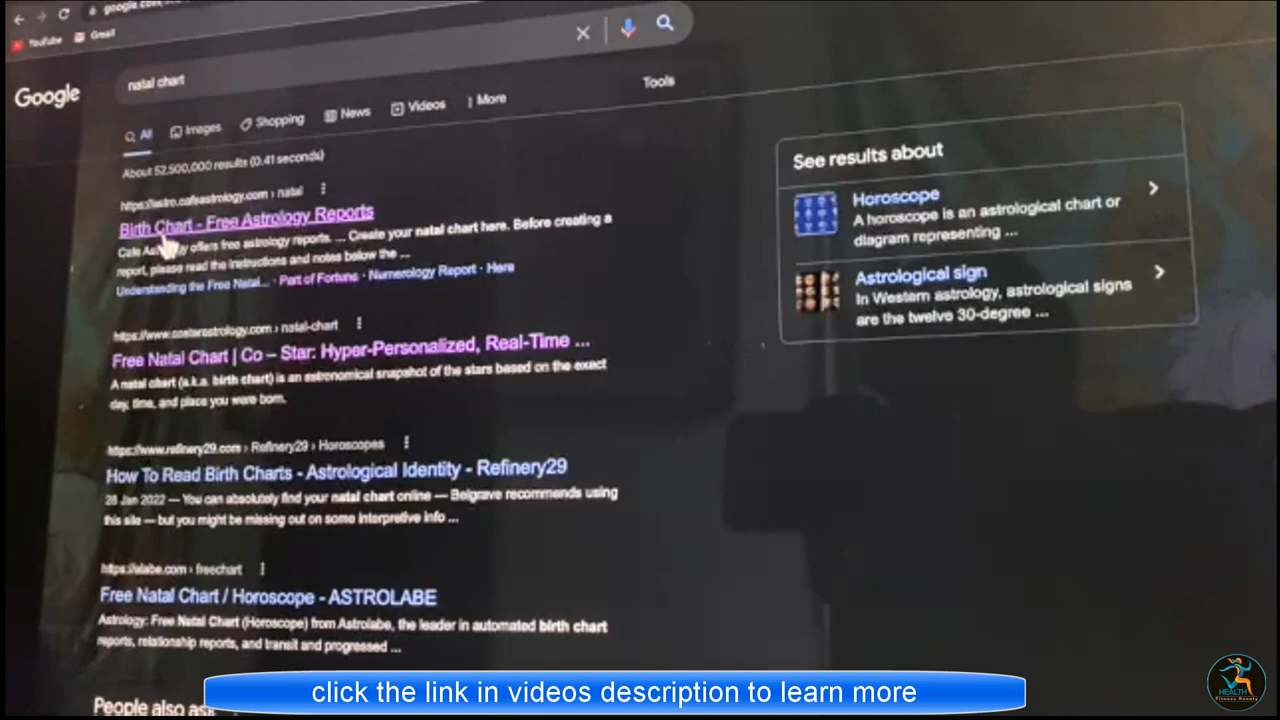 google.com
YouTube
Gmail
Google
natal chart
All
Images
Shopping
News
Videos
More
Tools
About 52,500,000 results (0.41 seconds)
https://astro.cafeastrology.com › natal
Birth Chart - Free Astrology Reports
Cafe Astrology offers free astrology reports. ... Create your natal chart here. Before creating a
report, please read the instructions and notes below the ...
Understanding the Free Natal... · Part of Fortune · Numerology Report · Here
https://www.costarastrology.com › natal-chart
Free Natal Chart | Co – Star: Hyper-Personalized, Real-Time ...
A natal chart (a.k.a. birth chart) is an astronomical snapshot of the stars based on the exact
day, time, and place you were born.
https://www.refinery29.com › Refinery29 › Horoscopes
How To Read Birth Charts - Astrological Identity - Refinery29
28 Jan 2022 — You can absolutely find your natal chart online — Belgrave recommends using
this site — but you might be missing out on some interpretive info ...
https://alabe.com › freechart
Free Natal Chart / Horoscope - ASTROLABE
Astrology: Free Natal Chart (Horoscope) from Astrolabe, the leader in automated birth chart
reports, relationship reports, and transit and progressed ...
People also ask
See results about
Horoscope
A horoscope is an astrological chart or
diagram representing ...
Astrological sign
In Western astrology, astrological signs
are the twelve 30-degree ...
click the link in videos description to learn more
HEALTH
Fitness Beauty